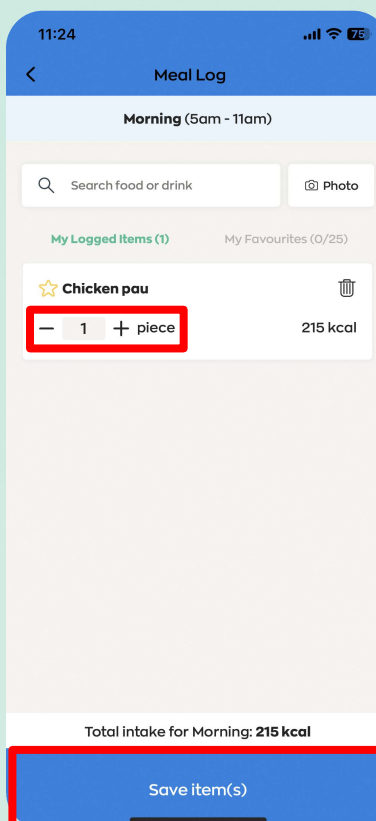 11:24
75
Meal Log
Morning (5am - 11am)
Search food or drink
Photo
My Logged Items (1)
My Favourites (0/25)
Chicken pau
1 piece
215 kcal
Total intake for Morning: 215 kcal
Save item(s)